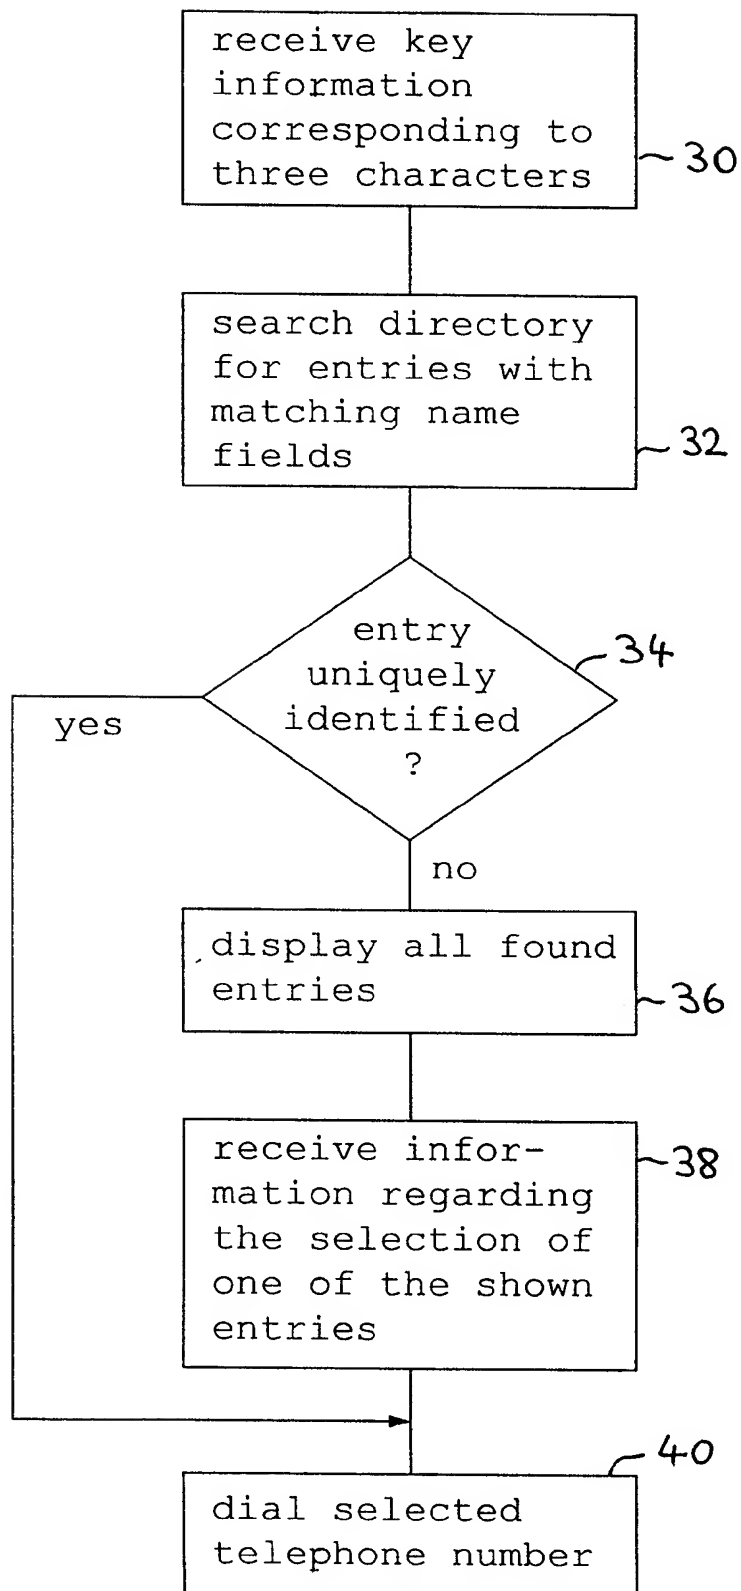 receive key
information
corresponding to
three characters
30
search directory
for entries with
matching name
fields
32
entry
uniquely
identified
?
34
yes
no
display all found
entries
36
receive infor-
mation regarding
the selection of
one of the shown
entries
38
40
dial selected
telephone number